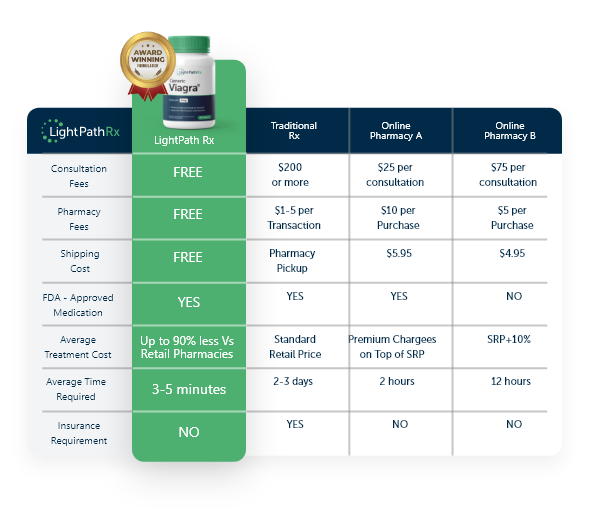 AWARD
WINNING
FORMULATION
LightPathRx
Generic
Viagra®
LightPathRx
LightPath Rx
Traditional
Rx
Online
Pharmacy A
Online
Pharmacy B
Consultation
Fees
FREE
$200
or more
$25 per
consultation
$75 per
consultation
Pharmacy
Fees
FREE
$1-5 per
Transaction
$10 per
Purchase
$5 per
Purchase
Shipping
Cost
FREE
Pharmacy
Pickup
$5.95
$4.95
FDA - Approved
Medication
YES
YES
YES
NO
Average
Treatment Cost
Up to 90% less Vs
Retail Pharmacies
Standard
Retail Price
Premium Chargees
on Top of SRP
SRP+10%
Average Time
Required
3-5 minutes
2-3 days
2 hours
12 hours
Insurance
Requirement
NO
YES
NO
NO